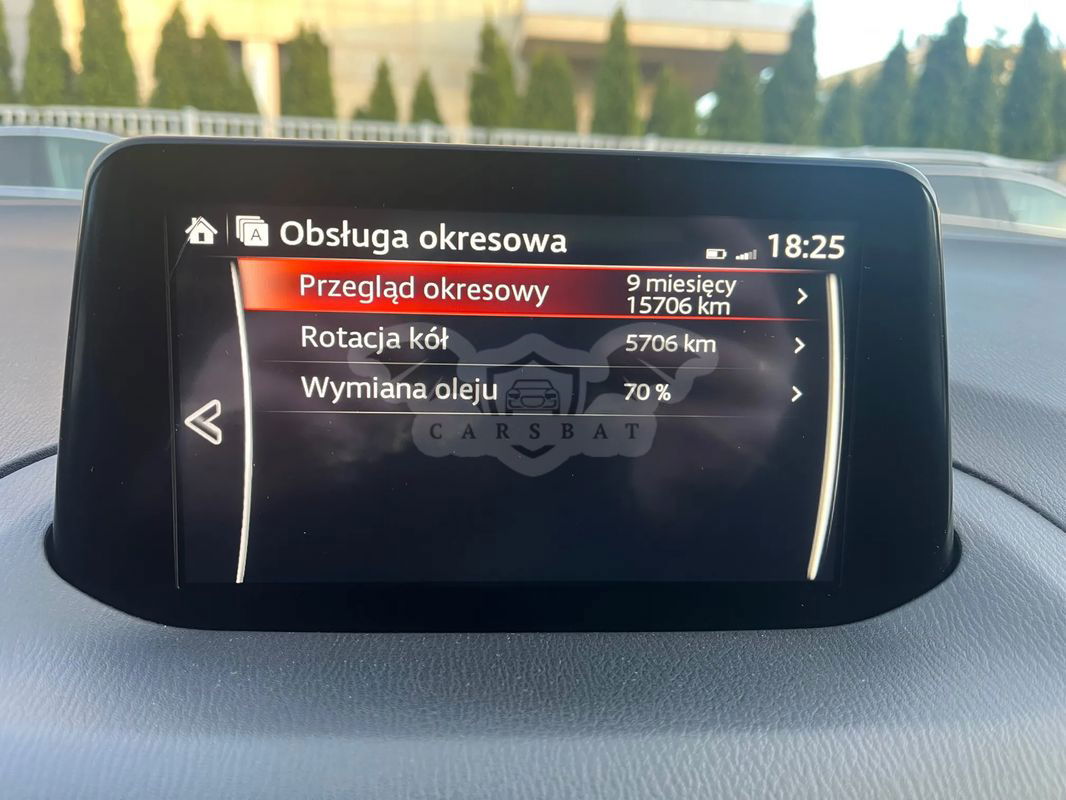 A Obsługa okresowa 18:25
Przegląd okresowy 9 miesięcy
15706 km
Rotacja kół 5706 km
Wymiana oleju 70 %
CARSBAT